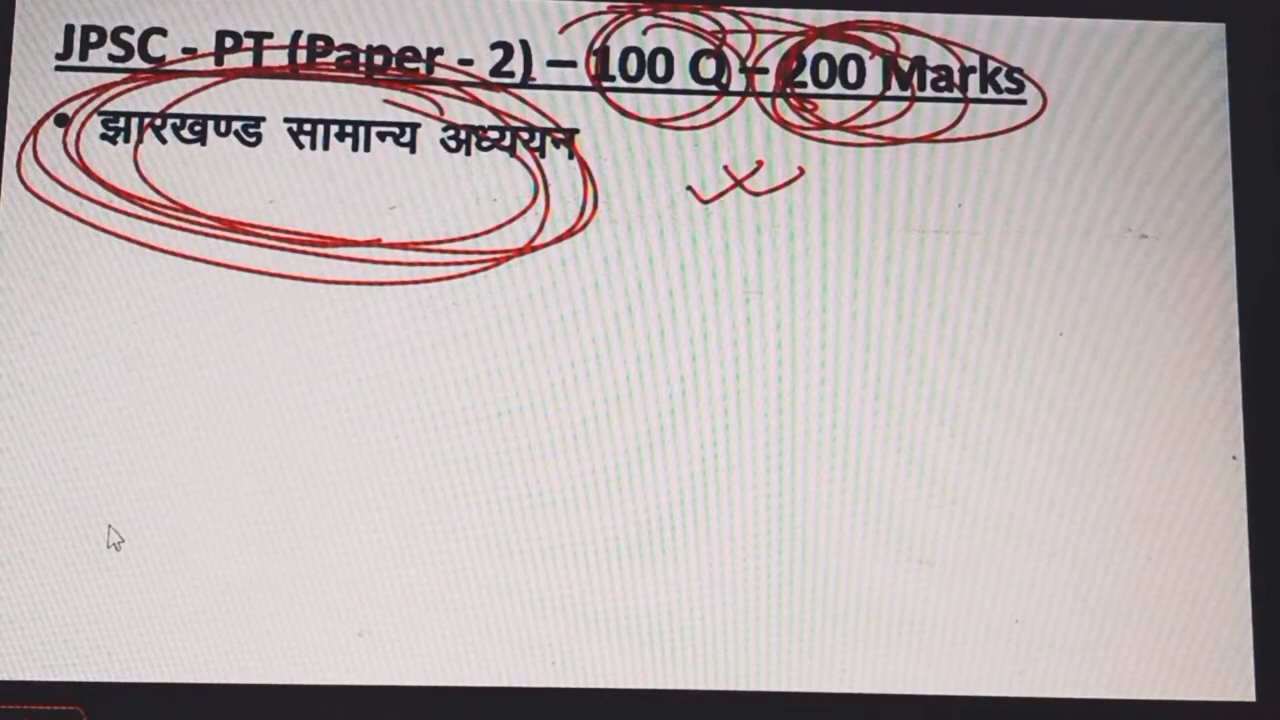 JPSC - PT (Paper - 2) – 100 Q – 200 Marks
• झारखण्ड सामान्य अध्ययन